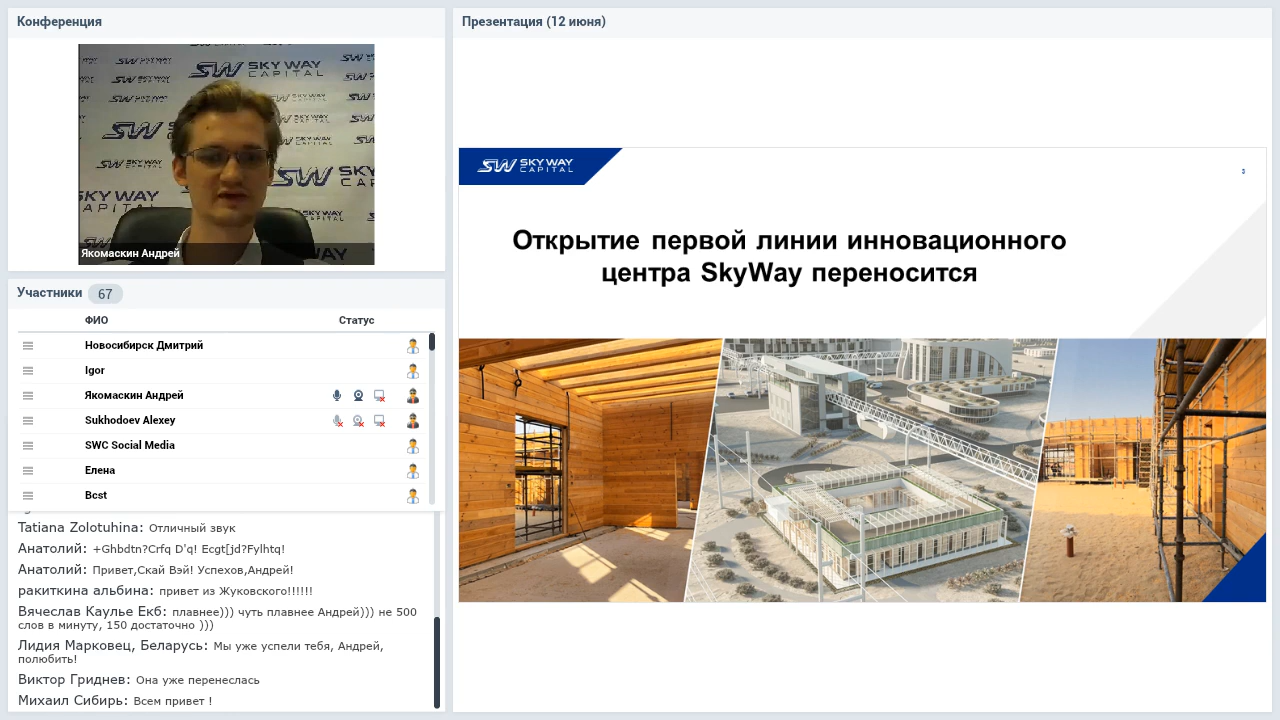 Конференция
SKY WAY
CAPITAL
Якомаскин Андрей
Участники 67
ФИО Статус
Новосибирск Дмитрий
Igor
Якомаскин Андрей
Sukhodoev Alexey
SWC Social Media
Елена
Bcst
Tatiana Zolotuhina: Отличный звук
Анатолий: +Ghbdtn?Crfq D'q! Ecgt[jd?Fylhtq!
Анатолий: Привет,Скай Вэй! Успехов,Андрей!
ракиткина альбина: привет из Жуковского!!!!!!
Вячеслав Каулье Екб: плавнее))) чуть плавнее Андрей))) не 500
слов в минуту, 150 достаточно )))
Лидия Марковец, Беларусь: Мы уже успели тебя, Андрей,
полюбить!
Виктор Гриднев: Она уже перенеслась
Михаил Сибирь: Всем привет !
Презентация (12 июня)
SW SKY WAY
CAPITAL
3
Открытие первой линии инновационного
центра SkyWay переносится